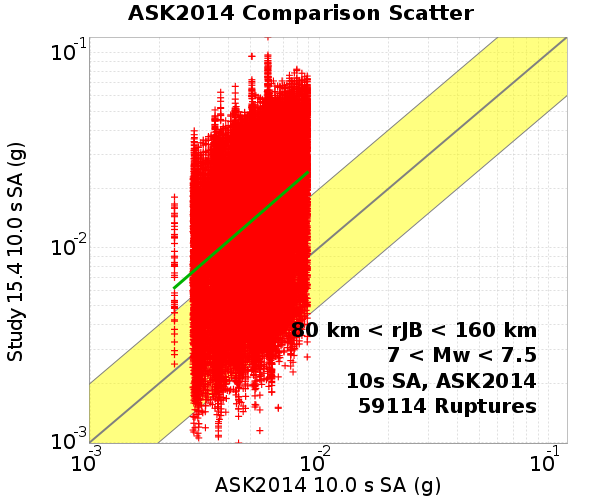 ASK2014 Comparison Scatter
Study 15.4 10.0 s SA (g)
10-1
10-2
10-3
80 km < rJB < 160 km
7 < Mw < 7.5
10s SA, ASK2014
59114 Ruptures
10-3
10-2
10-1
ASK2014 10.0 s SA (g)